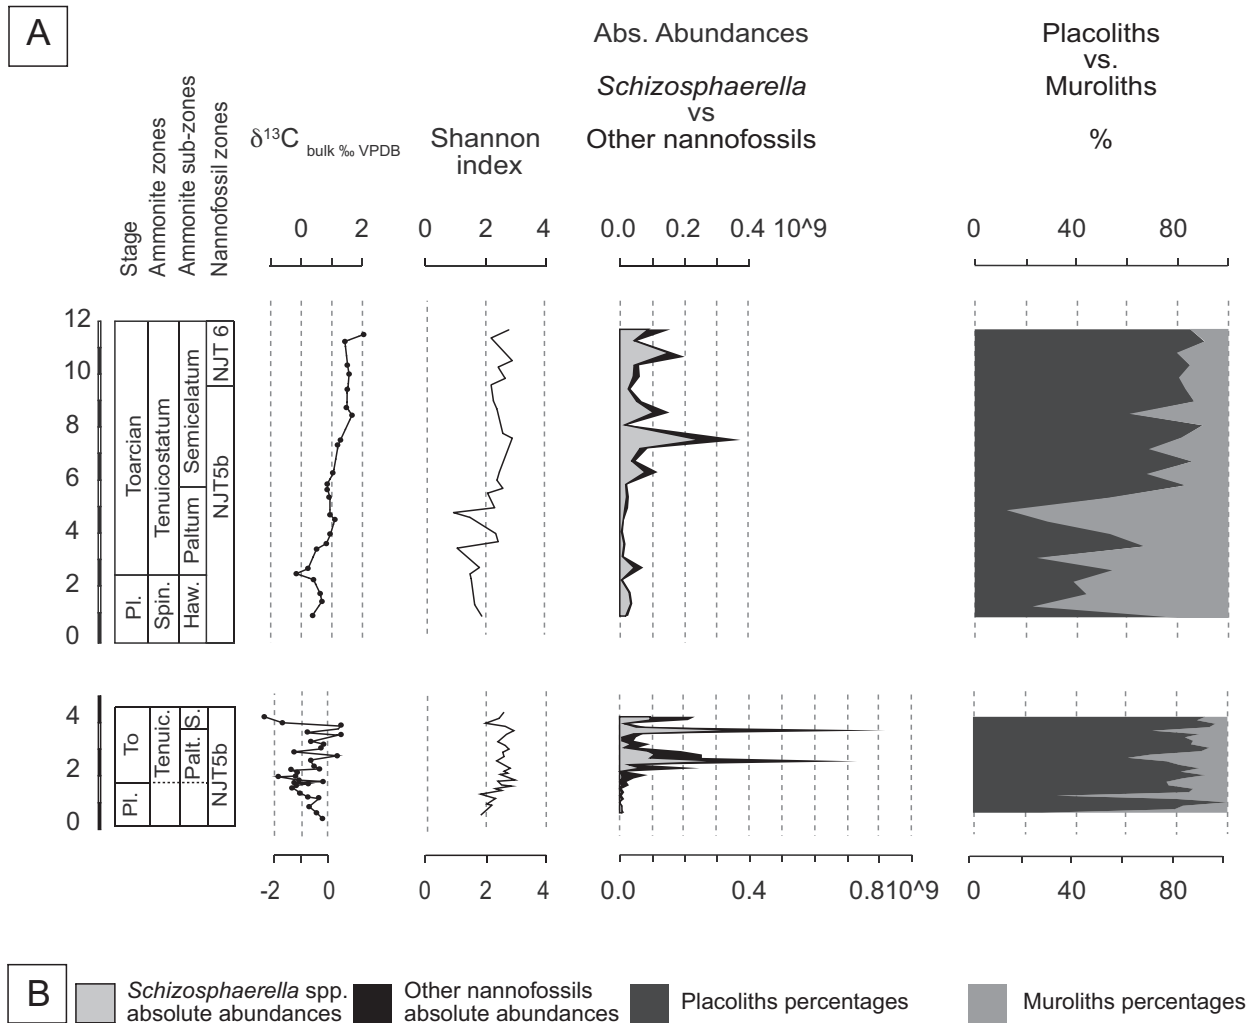 A
Abs. Abundances
Schizosphaerella
vs
Other nannofossils
Placoliths
vs.
Muroliths
%
Stage
Ammonite zones
Ammonite sub-zones
Nannofossil zones
δ¹³C bulk ‰ VPDB
Shannon
index
0 2
0 2 4
0.0 0.2 0.4 10^9
0 40 80
12
10
8
6
4
2
0
Toarcian
Pl.
Tenuicostatum
Spin.
Semicelatum
Paltum
Haw.
NJT 6
NJT5b
4
2
0
To
Pl.
Tenuic.
S.
Palt.
NJT5b
-2 0
0 2 4
0.0 0.4 0.810^9
0 40 80
B
Schizosphaerella spp.
absolute abundances
Other nannofossils
absolute abundances
Placoliths percentages
Muroliths percentages